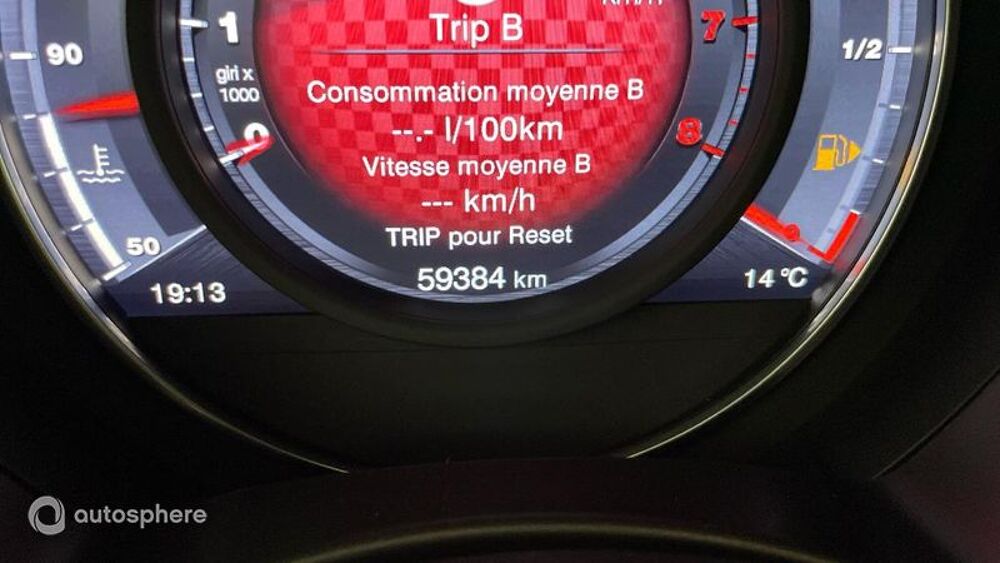 Trip B
1
7
90
1/2
giri x
1000
Consommation moyenne B
--.- l/100km
0
8
Vitesse moyenne B
--- km/h
TRIP pour Reset
50
0
59384 km
19:13
14 °C
autosphere